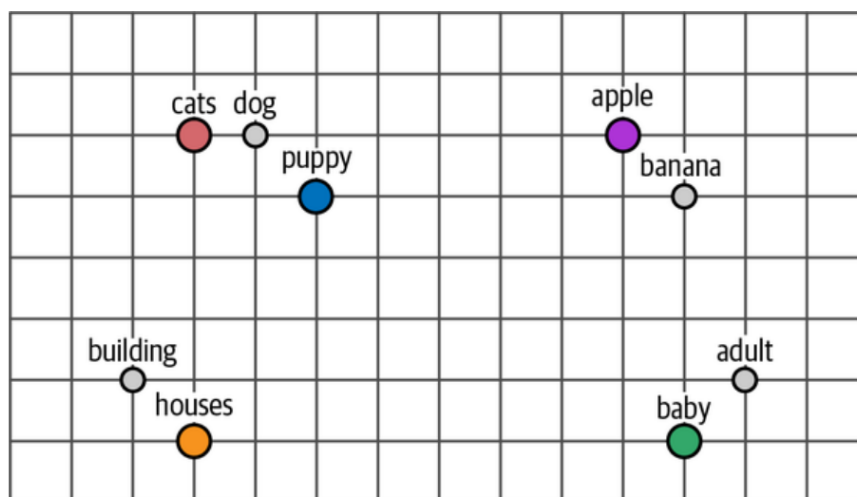 cats dog
apple
puppy
banana
building
adult
houses
baby